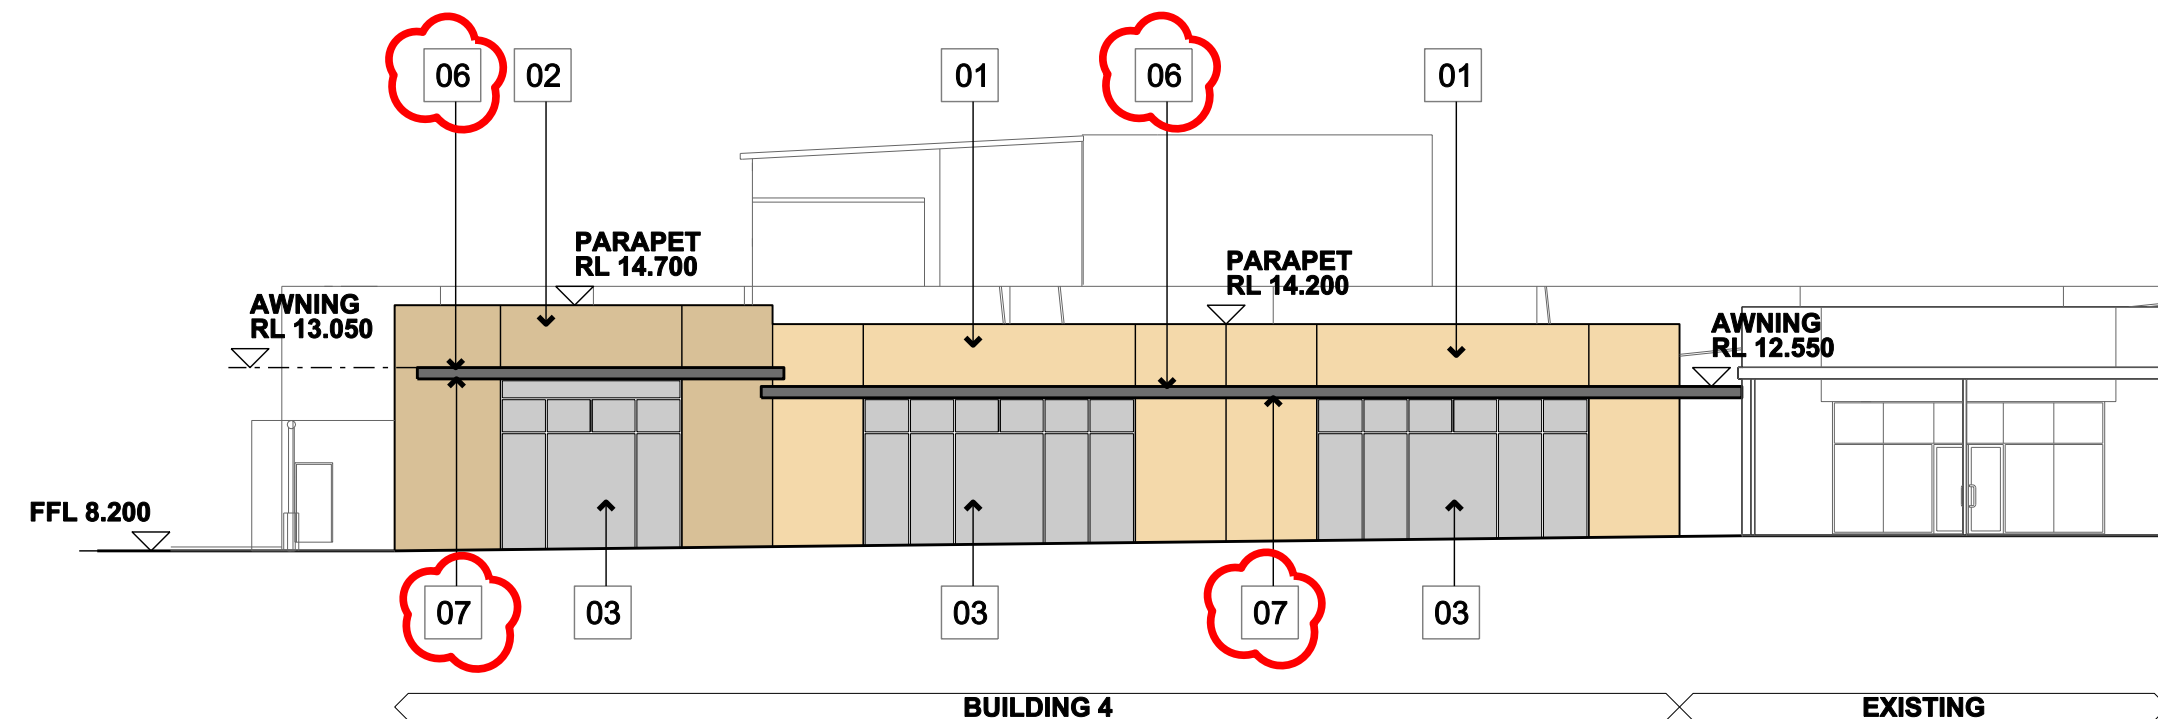 06
02
01
06
01
PARAPET
RL 14.700
PARAPET
RL 14.200
AWNING
RL 13.050
AWNING
RL 12.550
FFL 8.200
07
03
03
07
03
BUILDING 4
EXISTING